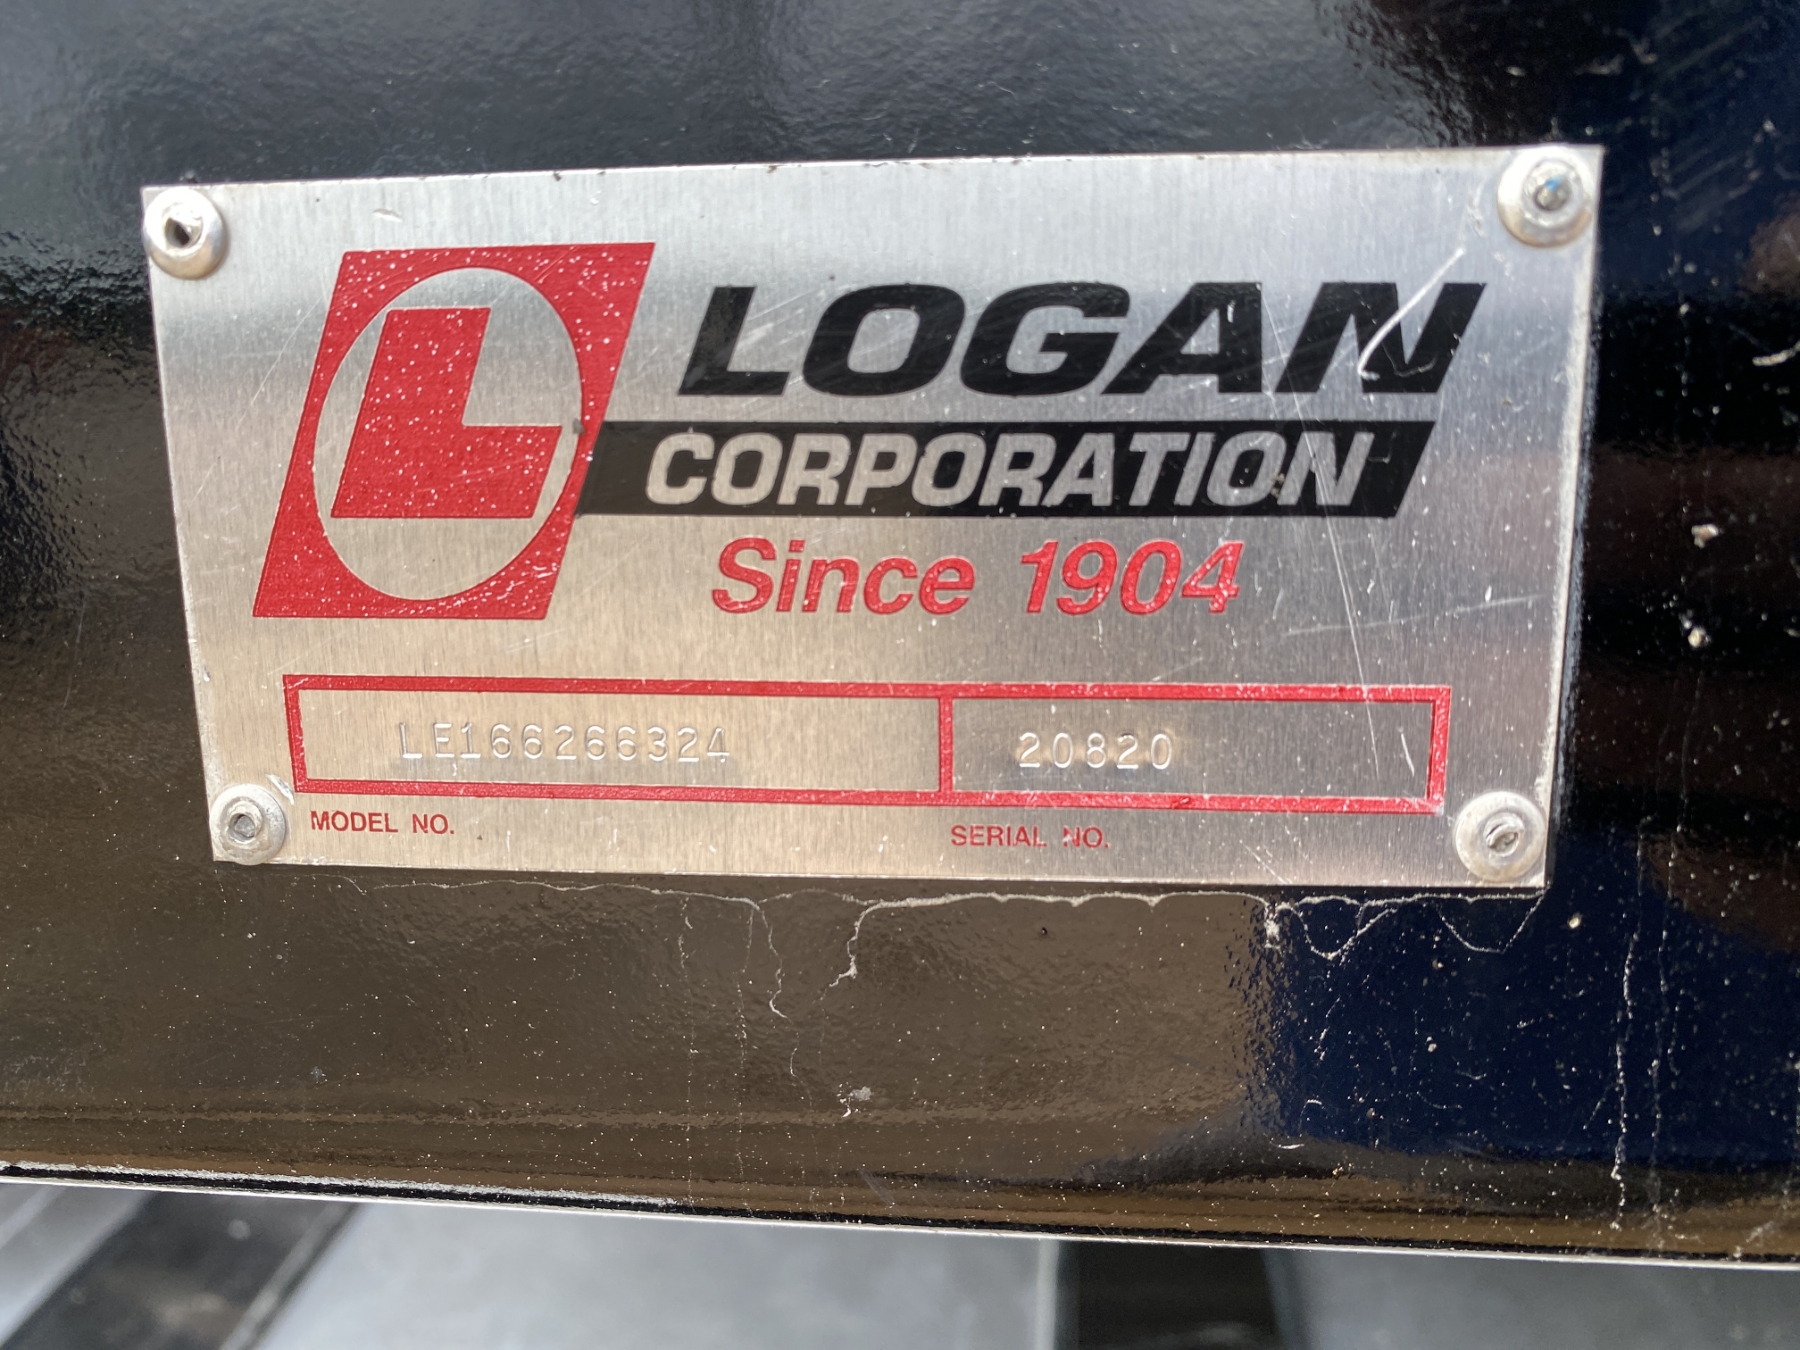 L
LOGAN
CORPORATION
Since 1904
LE166266324 20820
MODEL NO. SERIAL NO.